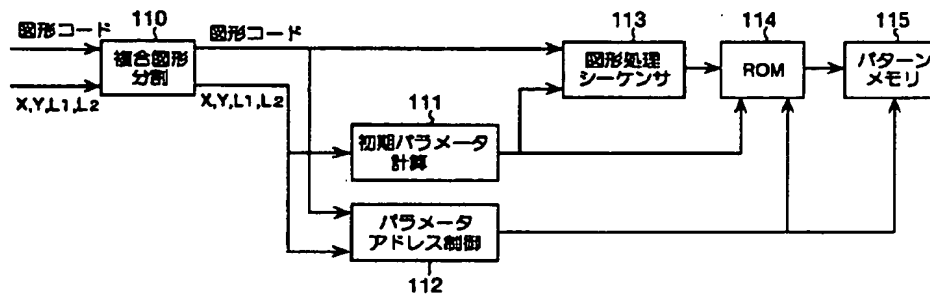 図形コード
X,Y,L1,L2
110
複合図形
分割
図形コード
X,Y,L1,L2
111
初期パラメータ
計算
パラメータ
アドレス制御
112
113
図形処理
シーケンサ
114
ROM
115
パターン
メモリ